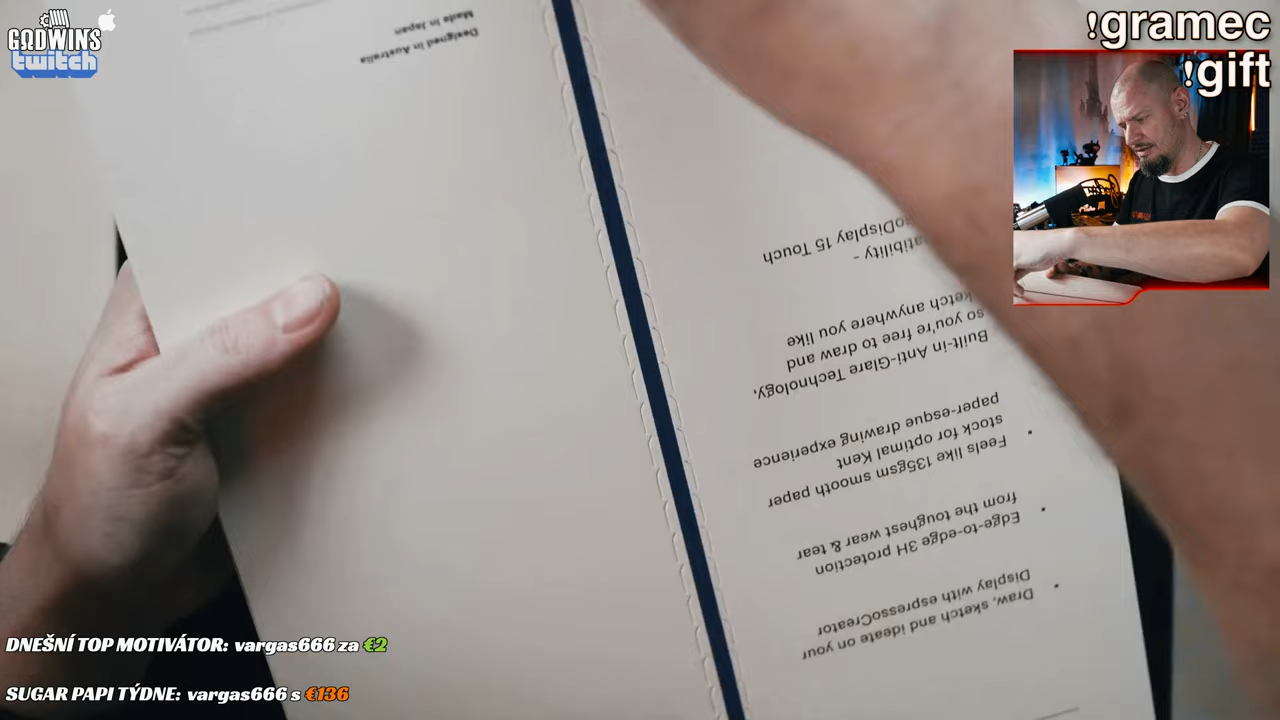 GODWINS
twitch
!gramec
!gift
Designed in Australia
Made in Japan
Draw, sketch and ideate on your
Display with espressoCreator
Edge-to-edge 3H protection
from the toughest wear & tear
Feels like 135gsm smooth paper
stock for optimal Kent
paper-esque drawing experience
Built-in Anti-Glare Technology,
so you're free to draw and
anywhere you like
Display 15 Touch
DNEŠNÍ TOP MOTIVÁTOR: vargas666 za €2
SUGAR PAPI TÝDNE: vargas666 s €136